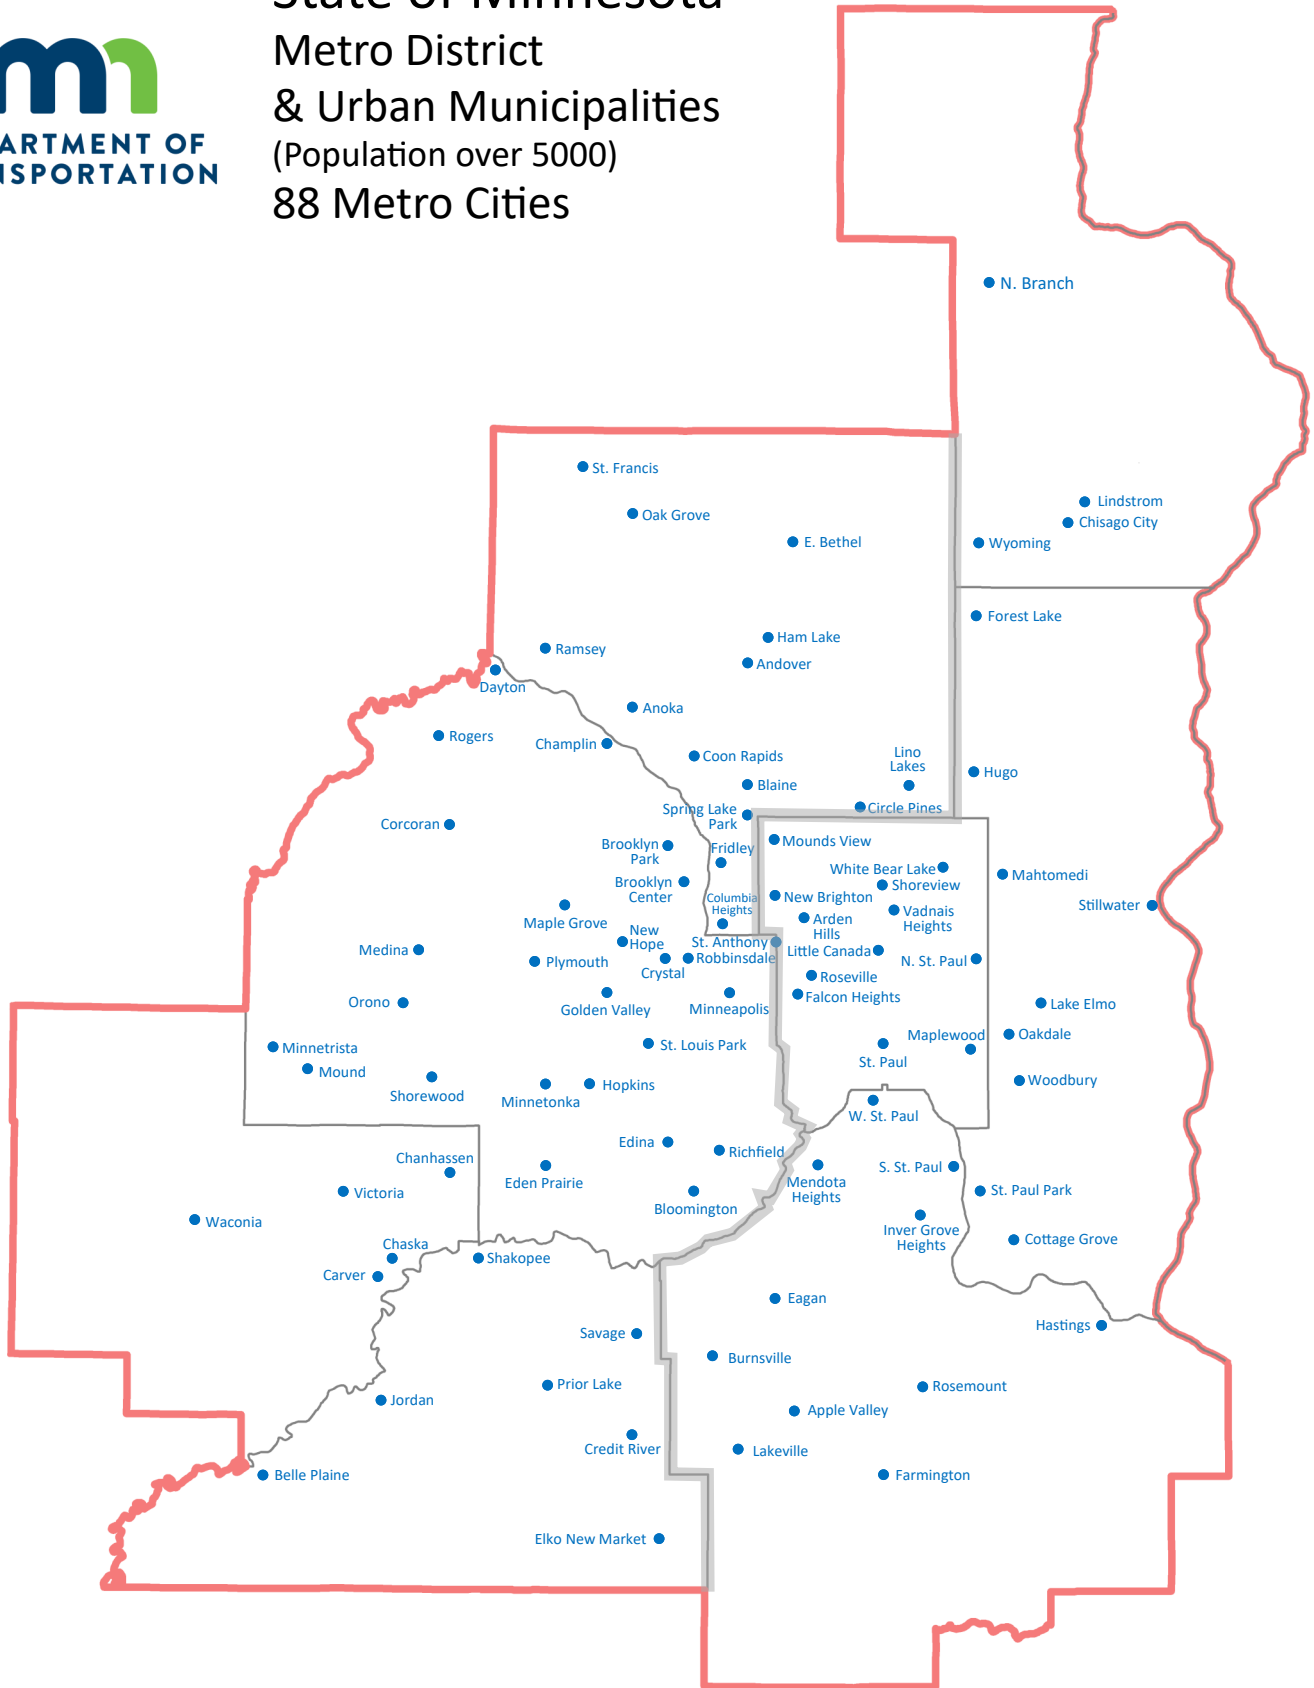 State of Minnesota
Metro District
& Urban Municipalities
(Population over 5000)
88 Metro Cities
mn
ARTMENT OF
NSPORTATION
N. Branch
St. Francis
Oak Grove
E. Bethel
Lindstrom
Chisago City
Wyoming
Forest Lake
Ham Lake
Ramsey
Andover
Dayton
Anoka
Rogers
Champlin
Coon Rapids
Lino
Lakes
Hugo
Blaine
Circle Pines
Spring Lake
Park
Corcoran
Mounds View
Brooklyn
Park
Fridley
White Bear Lake
Mahtomedi
Shoreview
Brooklyn
Center
New Brighton
Columbia
Heights
Stillwater
Vadnais
Heights
Arden
Hills
Maple Grove
New
Hope
St. Anthony
Medina
Little Canada
Robbinsdale
Plymouth
Crystal
N. St. Paul
Roseville
Falcon Heights
Orono
Golden Valley
Minneapolis
Lake Elmo
Maplewood
Oakdale
St. Louis Park
Minnetrista
St. Paul
Mound
Woodbury
Hopkins
Shorewood
Minnetonka
W. St. Paul
Edina
Richfield
Chanhassen
S. St. Paul
Eden Prairie
Mendota
Heights
St. Paul Park
Victoria
Bloomington
Waconia
Inver Grove
Heights
Cottage Grove
Chaska
Shakopee
Carver
Eagan
Hastings
Savage
Burnsville
Prior Lake
Rosemount
Jordan
Apple Valley
Credit River
Lakeville
Belle Plaine
Farmington
Elko New Market